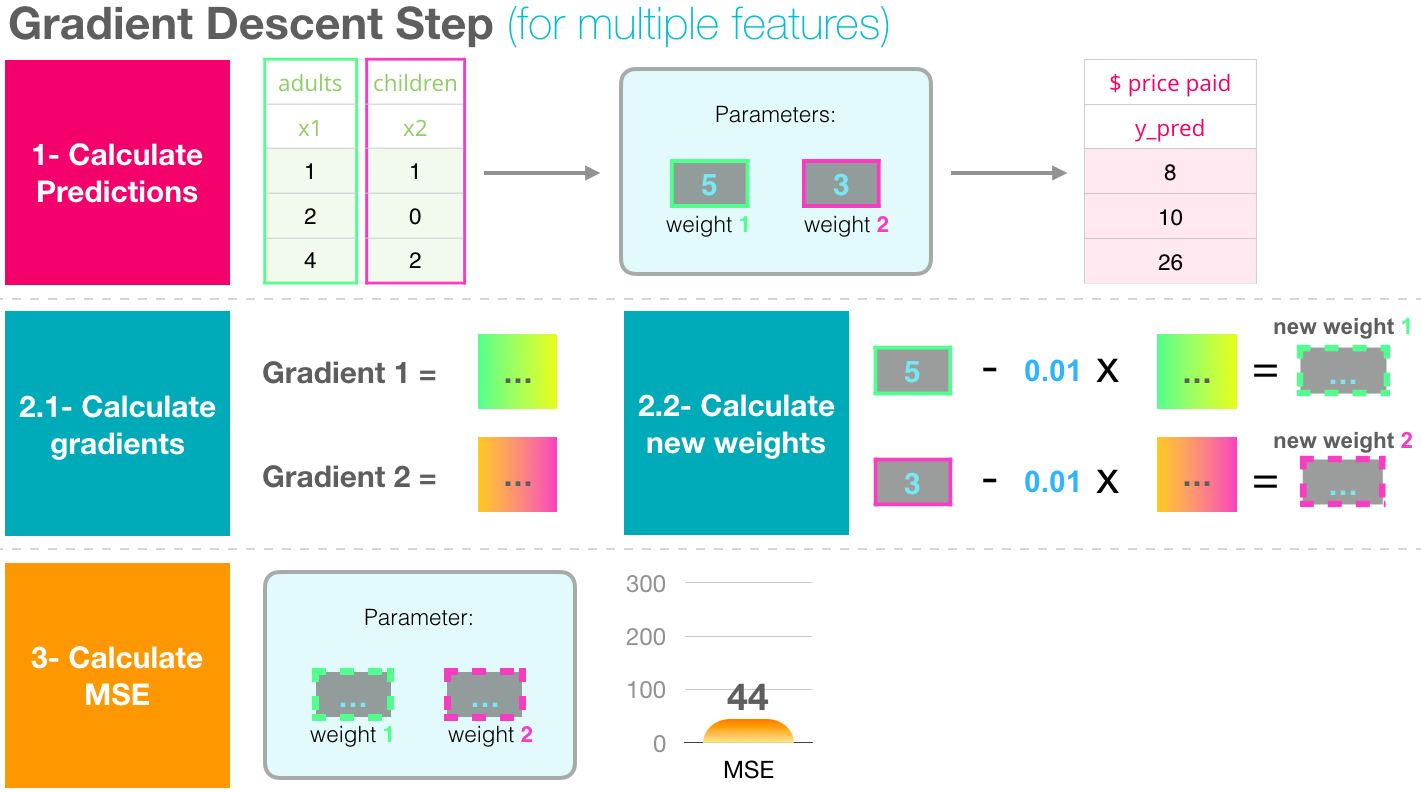 Gradient Descent Step (for multiple features)
1- Calculate
Predictions
adults children
x1 x2
1 1
2 0
4 2
Parameters:
5 3
weight 1 weight 2
$ price paid
y_pred
8
10
26
2.1- Calculate
gradients
Gradient 1 = ...
Gradient 2 = ...
2.2- Calculate
new weights
new weight 1
5 - 0.01 X ... = ...
new weight 2
3 - 0.01 X ... = ...
3- Calculate
MSE
Parameter:
... ...
weight 1 weight 2
300
200
100
44
0
MSE